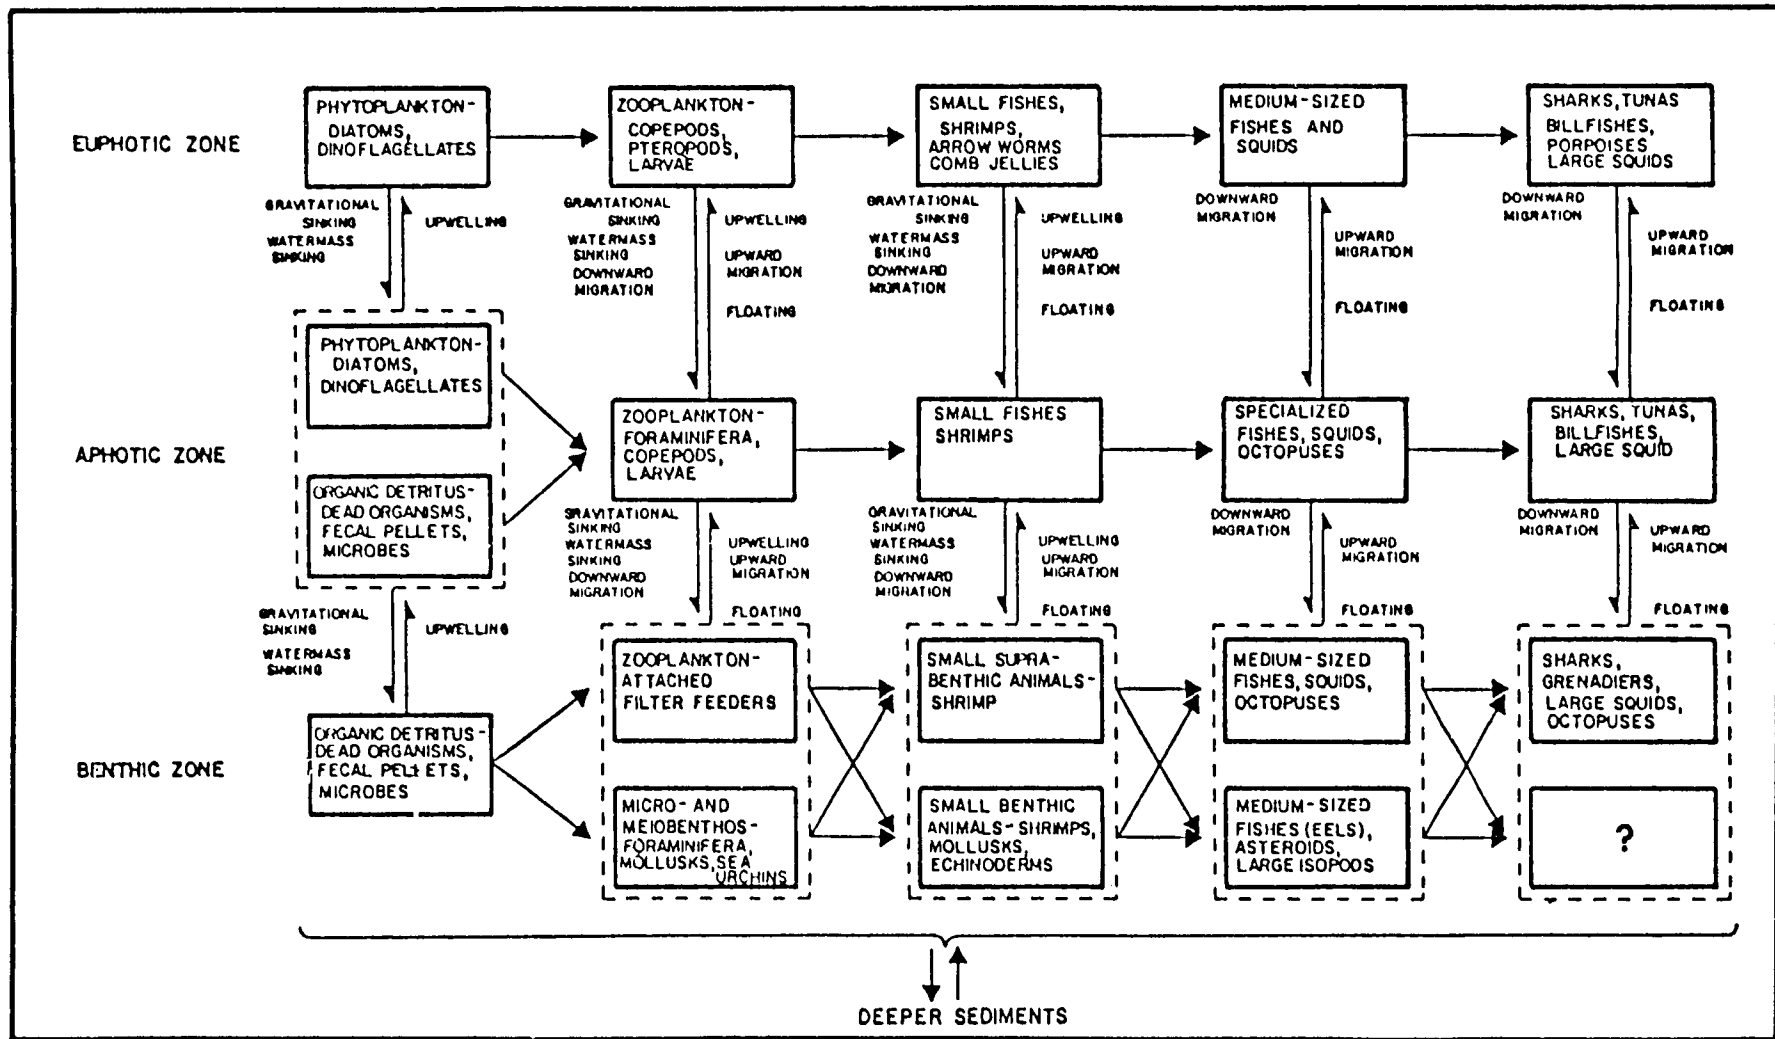 EUPHOTIC ZONE
PHYTOPLANKTON-
DIATOMS,
DINOFLAGELLATES
ZOOPLANKTON-
COPEPODS,
PTEROPODS,
LARVAE
SMALL FISHES,
SHRIMPS,
ARROW WORMS
COMB JELLIES
MEDIUM-SIZED
FISHES AND
SQUIDS
SHARKS, TUNAS
BILLFISHES,
PORPOISES
LARGE SQUIDS
GRAVITATIONAL
SINKING
WATERMASS
SINKING
UPWELLING
GRAVITATIONAL
SINKING
WATERMASS
SINKING
DOWNWARD
MIGRATION
UPWELLING
UPWARD
MIGRATION
FLOATING
GRAVITATIONAL
SINKING
WATERMASS
SINKING
DOWNWARD
MIGRATION
UPWELLING
UPWARD
MIGRATION
FLOATING
DOWNWARD
MIGRATION
UPWARD
MIGRATION
FLOATING
DOWNWARD
MIGRATION
UPWARD
MIGRATION
FLOATING
APHOTIC ZONE
PHYTOPLANKTON-
DIATOMS,
DINOFLAGELLATES
ORGANIC DETRITUS-
DEAD ORGANISMS,
FECAL PELLETS,
MICROBES
ZOOPLANKTON-
FORAMINIFERA,
COPEPODS,
LARVAE
SMALL FISHES
SHRIMPS
SPECIALIZED
FISHES, SQUIDS,
OCTOPUSES
SHARKS, TUNAS,
BILLFISHES,
LARGE SQUID
GRAVITATIONAL
SINKING
WATERMASS
SINKING
UPWELLING
GRAVITATIONAL
SINKING
WATERMASS
SINKING
DOWNWARD
MIGRATION
UPWELLING
UPWARD
MIGRATION
FLOATING
GRAVITATIONAL
SINKING
WATERMASS
SINKING
DOWNWARD
MIGRATION
UPWELLING
UPWARD
MIGRATION
FLOATING
DOWNWARD
MIGRATION
UPWARD
MIGRATION
FLOATING
DOWNWARD
MIGRATION
UPWARD
MIGRATION
FLOATING
BENTHIC ZONE
ORGANIC DETRITUS-
DEAD ORGANISMS,
FECAL PELLETS,
MICROBES
ZOOPLANKTON-
ATTACHED
FILTER FEEDERS
MICRO- AND
MEIOBENTHOS-
FORAMINIFERA,
MOLLUSKS, SEA
URCHINS
SMALL SUPRA-
BENTHIC ANIMALS-
SHRIMP
SMALL BENTHIC
ANIMALS-SHRIMPS,
MOLLUSKS,
ECHINODERMS
MEDIUM-SIZED
FISHES, SQUIDS,
OCTOPUSES
MEDIUM-SIZED
FISHES (EELS),
ASTEROIDS,
LARGE ISOPODS
SHARKS,
GRENADIERS,
LARGE SQUIDS,
OCTOPUSES
?
DEEPER SEDIMENTS